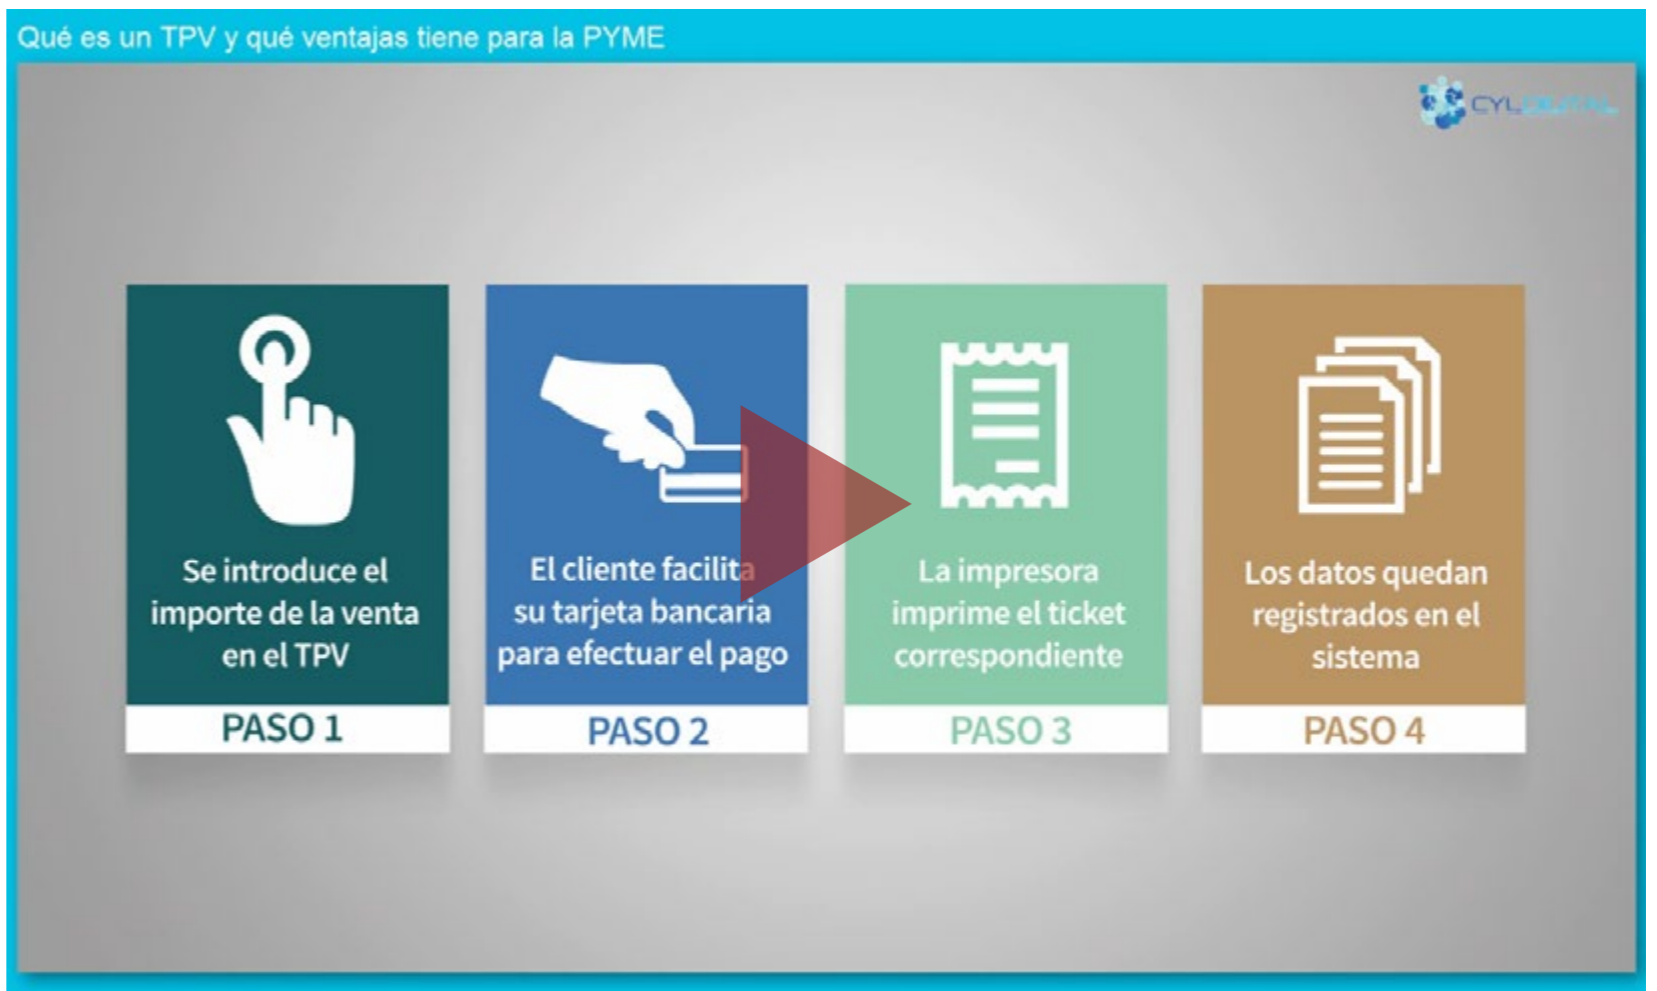 Qué es un TPV y qué ventajas tiene para la PYME
CYLDIGITAL
Se introduce el
importe de la venta
en el TPV
PASO 1
El cliente facilita
su tarjeta bancaria
para efectuar el pago
PASO 2
La impresora
imprime el ticket
correspondiente
PASO 3
Los datos quedan
registrados en el
sistema
PASO 4